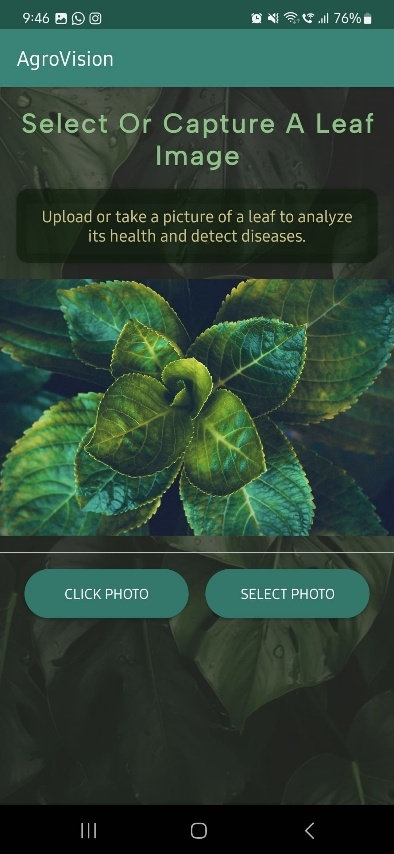 9:46 76%
AgroVision
Select Or Capture A Leaf
Image
Upload or take a picture of a leaf to analyze
its health and detect diseases.
CLICK PHOTO SELECT PHOTO